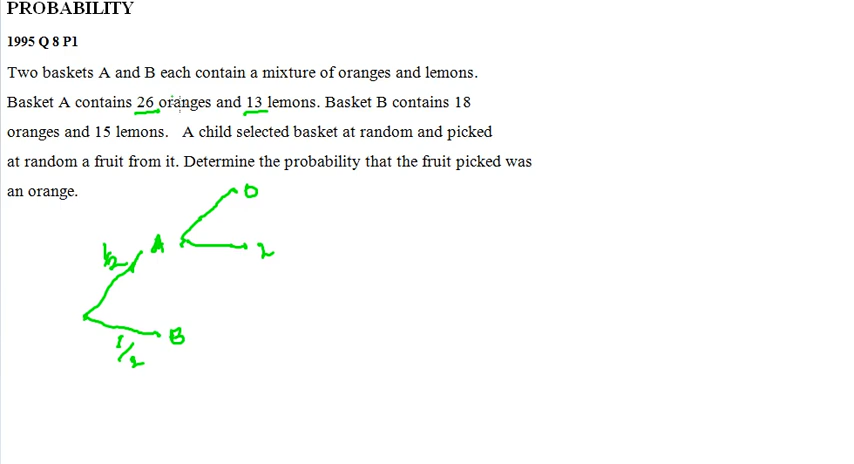 PROBABILITY
1995 Q 8 P1
Two baskets A and B each contain a mixture of oranges and lemons.
Basket A contains 26 oranges and 13 lemons. Basket B contains 18
oranges and 15 lemons. A child selected basket at random and picked
at random a fruit from it. Determine the probability that the fruit picked was
an orange.
O
1/2 A
L
B
1/2